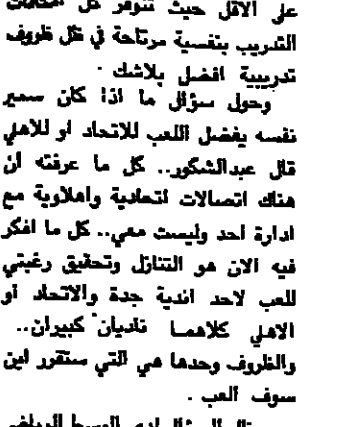 على الاقل حيث تتوفر كل امكانات
التدريب بنفسية مرتاحة في ظل ظروف
تدريبية افضل بلاشك .
وحول سؤال ما اذا كان سمير
نفسه يفضل اللعب للاتحاد او للاهلي
قال عبدالشكور.. كل ما عرفته ان
هناك اتصالات اتحادية واهلاوية مع
ادارة احد وليست معي.. كل ما افكر
فيه الان هو التنازل وتحقيق رغبتي
للعب لاحد اندية جدة والاتحاد او
الاهلي كلاهما ناديان كبيران..
والظروف وحدها هي التي ستقرر اين
سوف العب .
الوسط الرياضي